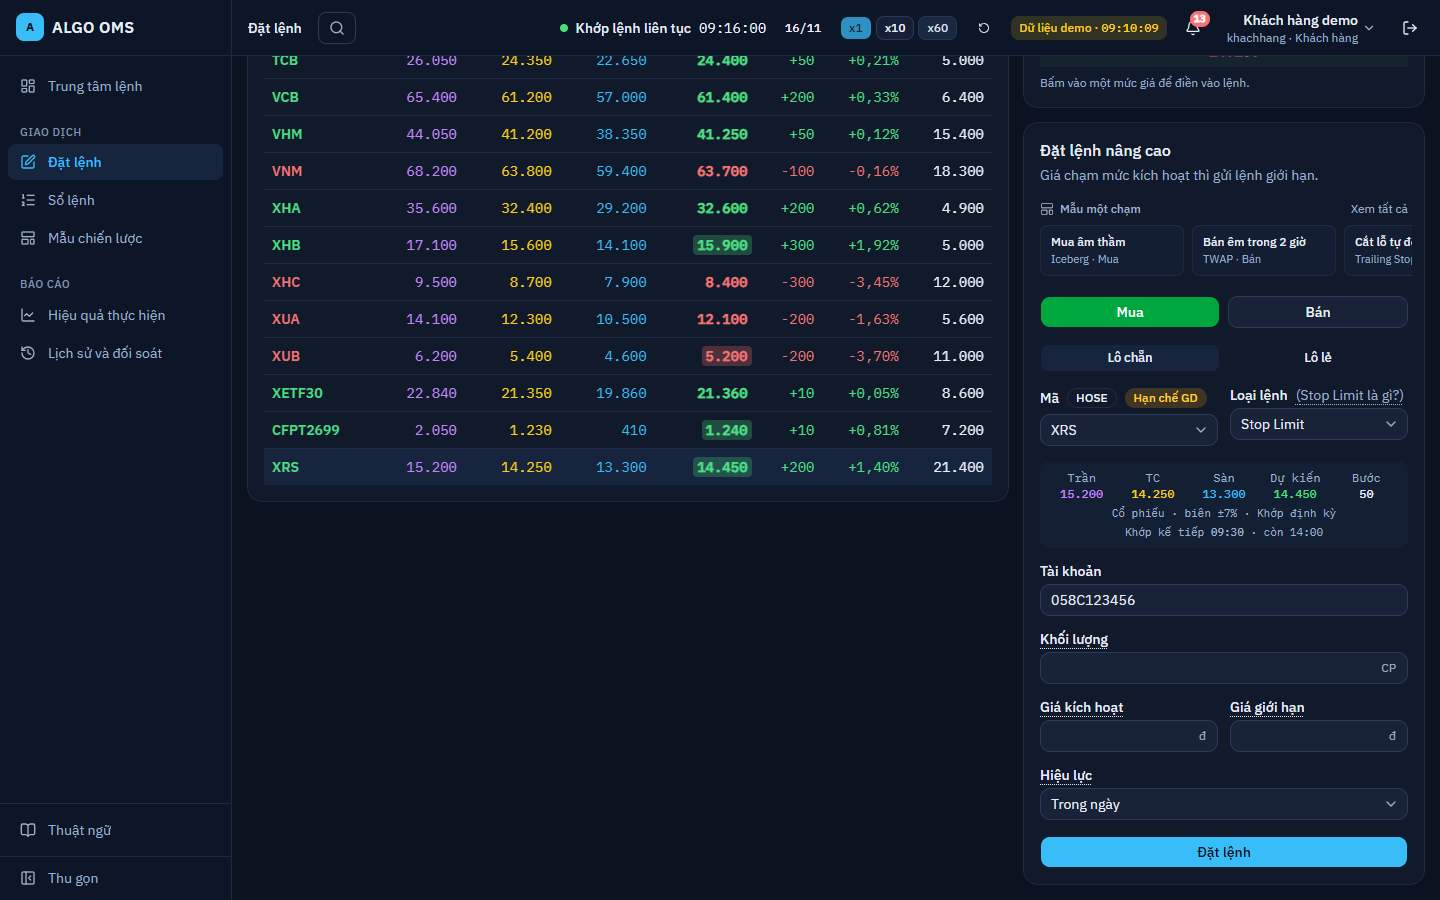 A ALGO OMS
Đặt lệnh
Khớp lệnh liên tục 09:16:00 16/11 x1 x10 x60 Dữ liệu demo · 09:10:09 13
Khách hàng demo
khachhang · Khách hàng
Trung tâm lệnh
GIAO DỊCH
Đặt lệnh
Sổ lệnh
Mẫu chiến lược
BÁO CÁO
Hiệu quả thực hiện
Lịch sử và đối soát
Thuật ngữ
Thu gọn
TCB 26.050 24.350 22.650 24.400 +50 +0,21% 5.000
VCB 65.400 61.200 57.000 61.400 +200 +0,33% 6.400
VHM 44.050 41.200 38.350 41.250 +50 +0,12% 15.400
VNM 68.200 63.800 59.400 63.700 -100 -0,16% 18.300
XHA 35.600 32.400 29.200 32.600 +200 +0,62% 4.900
XHB 17.100 15.600 14.100 15.900 +300 +1,92% 5.000
XHC 9.500 8.700 7.900 8.400 -300 -3,45% 12.000
XUA 14.100 12.300 10.500 12.100 -200 -1,63% 5.600
XUB 6.200 5.400 4.600 5.200 -200 -3,70% 11.000
XETF30 22.840 21.350 19.860 21.360 +10 +0,05% 8.600
CFPT2699 2.050 1.230 410 1.240 +10 +0,81% 7.200
XRS 15.200 14.250 13.300 14.450 +200 +1,40% 21.400
Bấm vào một mức giá để điền vào lệnh.
Đặt lệnh nâng cao
Giá chạm mức kích hoạt thì gửi lệnh giới hạn.
Mẫu một chạm Xem tất cả
Mua âm thầm
Iceberg · Mua
Bán êm trong 2 giờ
TWAP · Bán
Cắt lỗ tự đ
Trailing Stop
Mua Bán
Lô chẵn Lô lẻ
Mã HOSE Hạn chế GD
XRS
Loại lệnh (Stop Limit là gì?)
Stop Limit
Trần TC Sàn Dự kiến Bước
15.200 14.250 13.300 14.450 50
Cổ phiếu · biên ±7% · Khớp định kỳ
Khớp kế tiếp 09:30 · còn 14:00
Tài khoản
058C123456
Khối lượng
CP
Giá kích hoạt Giá giới hạn
đ đ
Hiệu lực
Trong ngày
Đặt lệnh